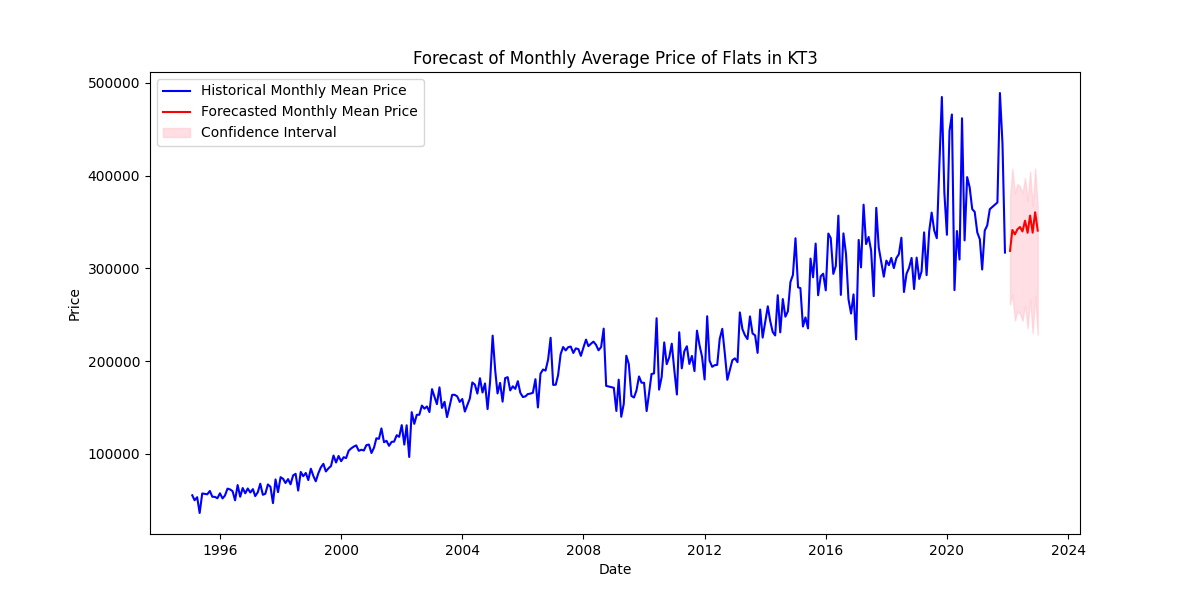 Forecast of Monthly Average Price of Flats in KT3
Historical Monthly Mean Price
Forecasted Monthly Mean Price
Confidence Interval
500000
400000
300000
200000
100000
Price
1996
2000
2004
2008
2012
2016
2020
2024
Date